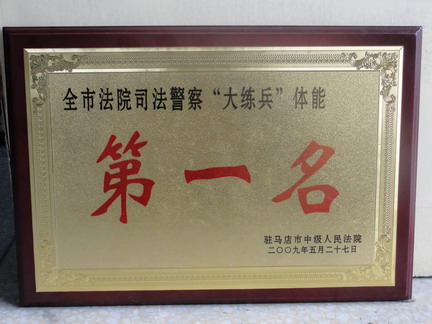 全市法院司法警察“大练兵”体能
第一名
驻马店市中级人民法院
二〇〇九年五月二十七日